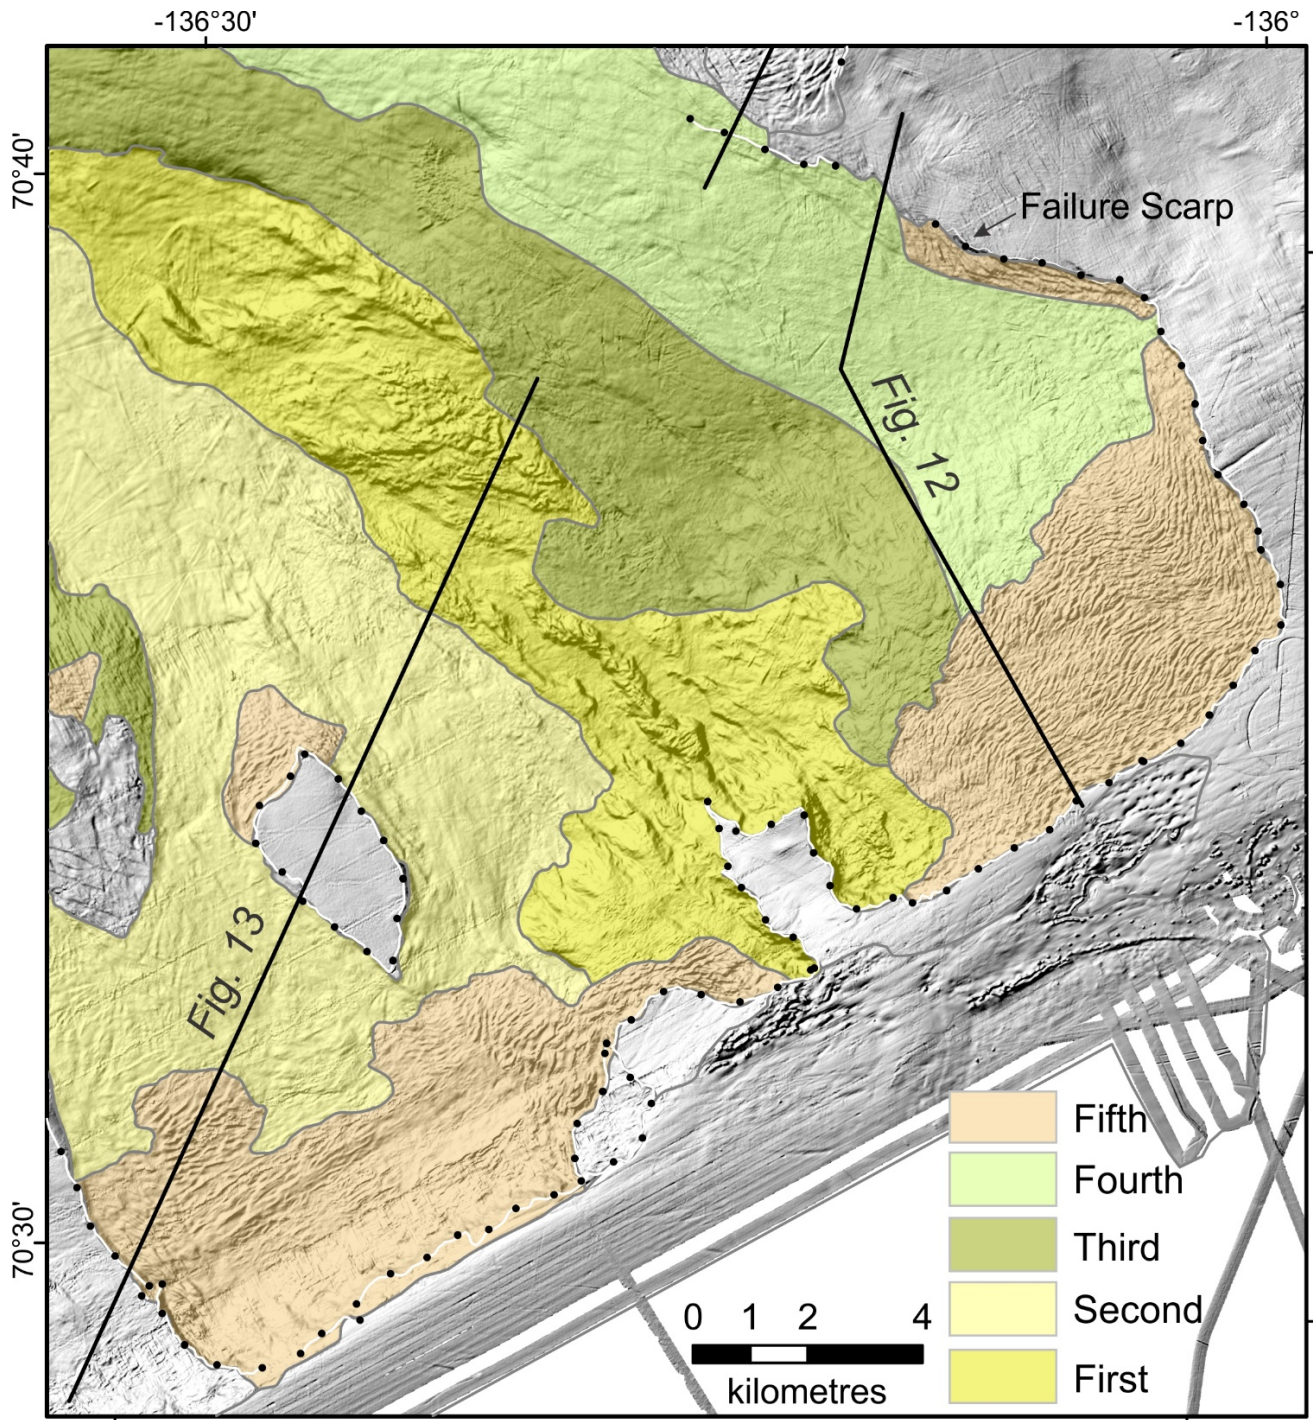 -136°30'
-136°
70°40'
Failure Scarp
Fig. 12
Fig. 13
70°30'
Fifth
Fourth
Third
Second
First
0 1 2 4
kilometres